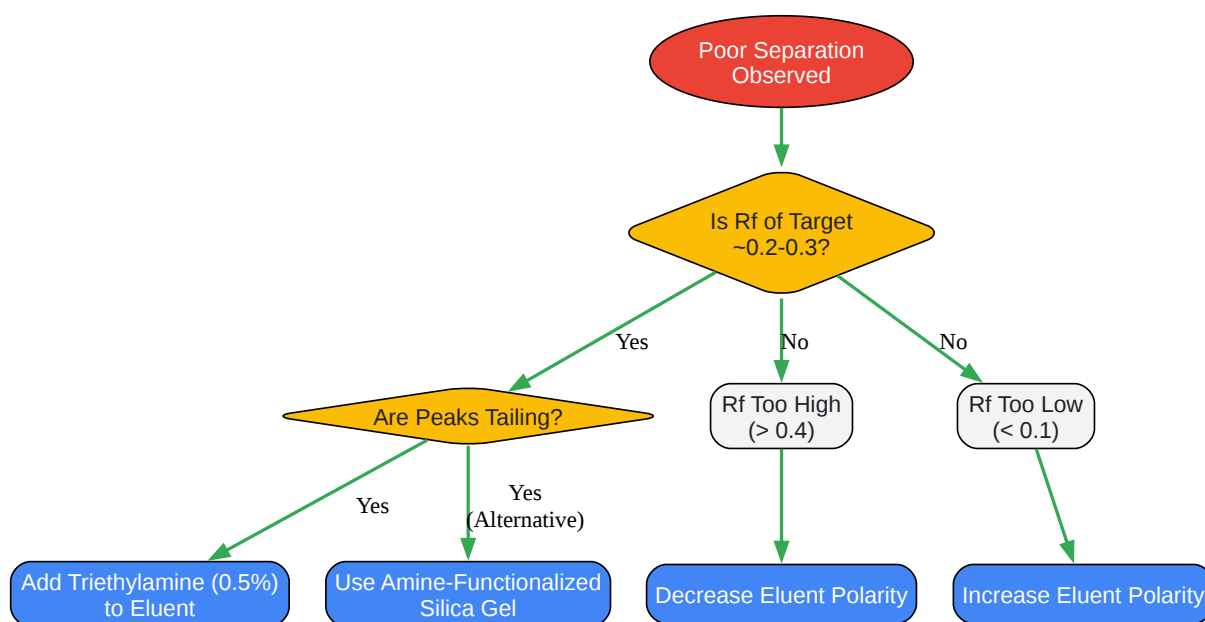 Poor Separation
Observed
Is Rf of Target
~0.2-0.3?
Yes
No
No
Are Peaks Tailing?
Rf Too High
(> 0.4)
Rf Too Low
(< 0.1)
Yes
Yes
(Alternative)
Add Triethylamine (0.5%)
to Eluent
Use Amine-Functionalized
Silica Gel
Decrease Eluent Polarity
Increase Eluent Polarity